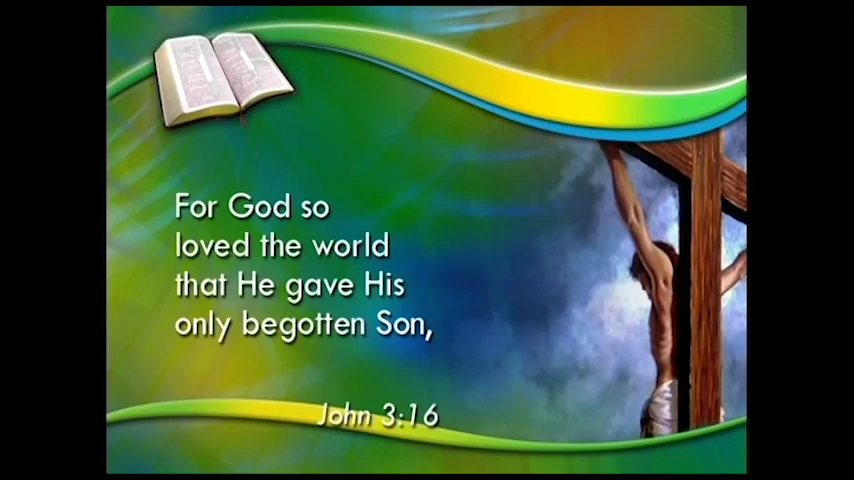 For God so
loved the world
that He gave His
only begotten Son,
John 3:16